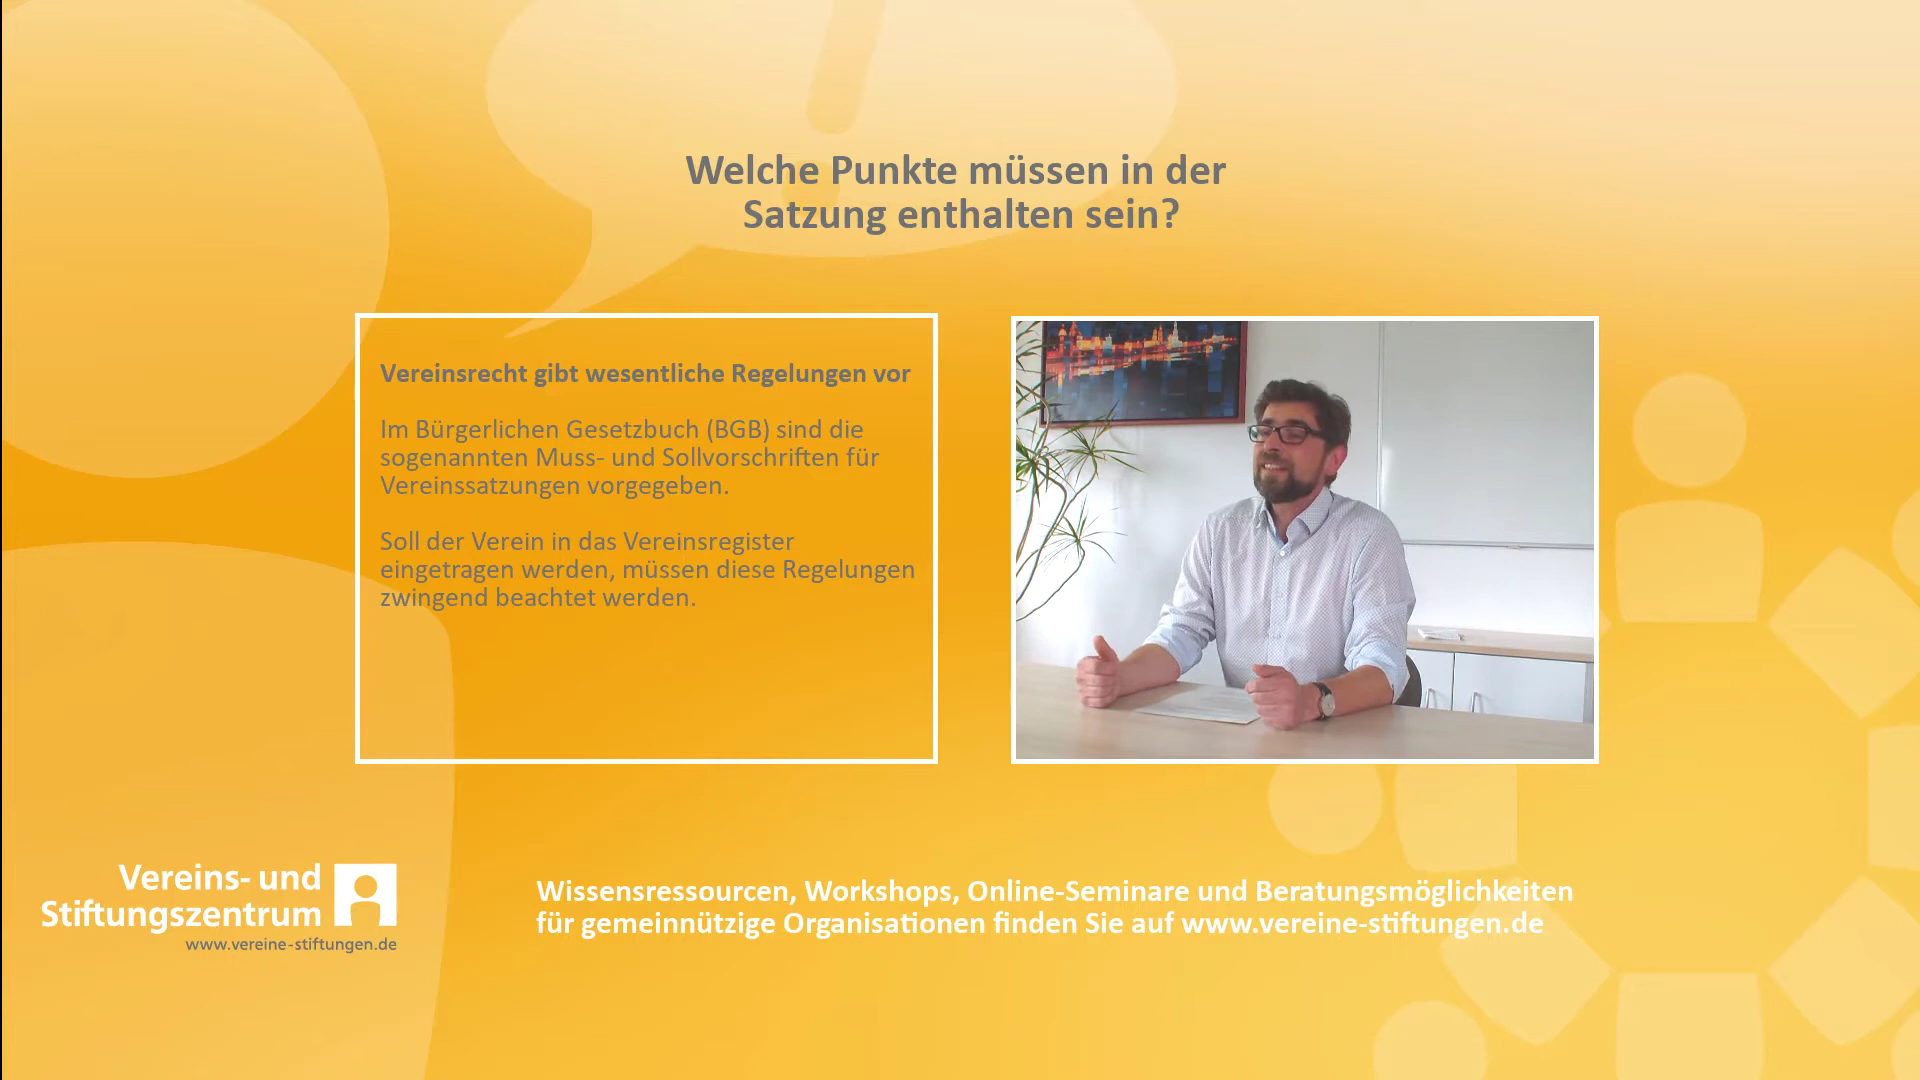 Welche Punkte müssen in der
Satzung enthalten sein?
Vereinsrecht gibt wesentliche Regelungen vor
Im Bürgerlichen Gesetzbuch (BGB) sind die
sogenannten Muss- und Sollvorschriften für
Vereinssatzungen vorgegeben.
Soll der Verein in das Vereinsregister
eingetragen werden, müssen diese Regelungen
zwingend beachtet werden.
Vereins- und
Stiftungszentrum
www.vereine-stiftungen.de
Wissensressourcen, Workshops, Online-Seminare und Beratungsmöglichkeiten
für gemeinnützige Organisationen finden Sie auf www.vereine-stiftungen.de